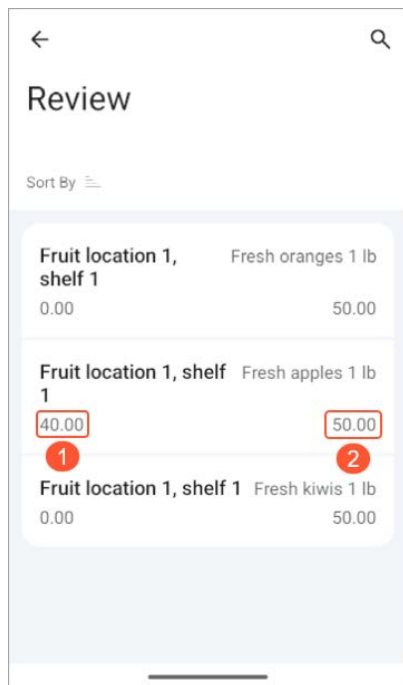 Review
Sort By
Fruit location 1, Fresh oranges 1 lb
shelf 1
0.00 50.00
Fruit location 1, shelf Fresh apples 1 lb
1
40.00 50.00
1 2
Fruit location 1, shelf 1 Fresh kiwis 1 lb
0.00 50.00